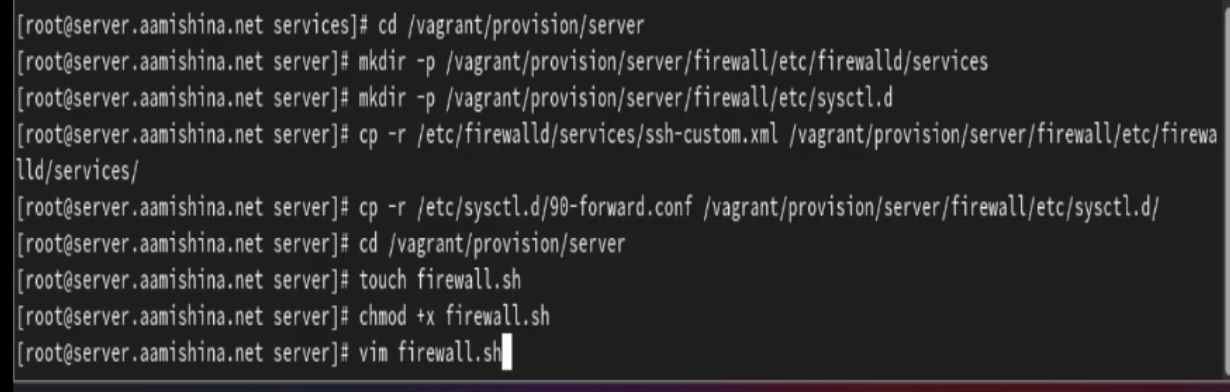 [root@server.aamishina.net services]# cd /vagrant/provision/server
[root@server.aamishina.net server]# mkdir -p /vagrant/provision/server/firewall/etc/firewalld/services
[root@server.aamishina.net server]# mkdir -p /vagrant/provision/server/firewall/etc/sysctl.d
[root@server.aamishina.net server]# cp -r /etc/firewalld/services/ssh-custom.xml /vagrant/provision/server/firewall/etc/firewa
lld/services/
[root@server.aamishina.net server]# cp -r /etc/sysctl.d/90-forward.conf /vagrant/provision/server/firewall/etc/sysctl.d/
[root@server.aamishina.net server]# cd /vagrant/provision/server
[root@server.aamishina.net server]# touch firewall.sh
[root@server.aamishina.net server]# chmod +x firewall.sh
[root@server.aamishina.net server]# vim firewall.sh